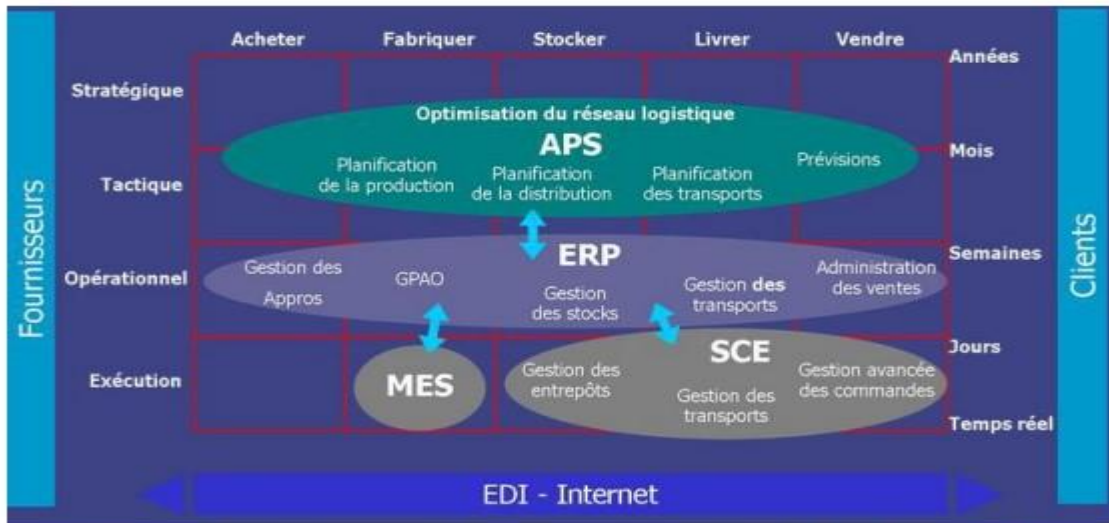 Acheter Fabriquer Stocker Livrer Vendre
Années
Stratégique
Optimisation du réseau logistique
APS
Mois
Planification
de la production
Planification
de la distribution
Planification
des transports
Prévisions
Tactique
Fournisseurs
Clients
ERP
Semaines
Opérationnel
Gestion des
Appros
GPAO
Gestion
des stocks
Gestion des
transports
Administration
des ventes
Jours
Exécution
MES
SCE
Gestion des
entrepôts
Gestion des
transports
Gestion avancée
des commandes
Temps réel
EDI - Internet